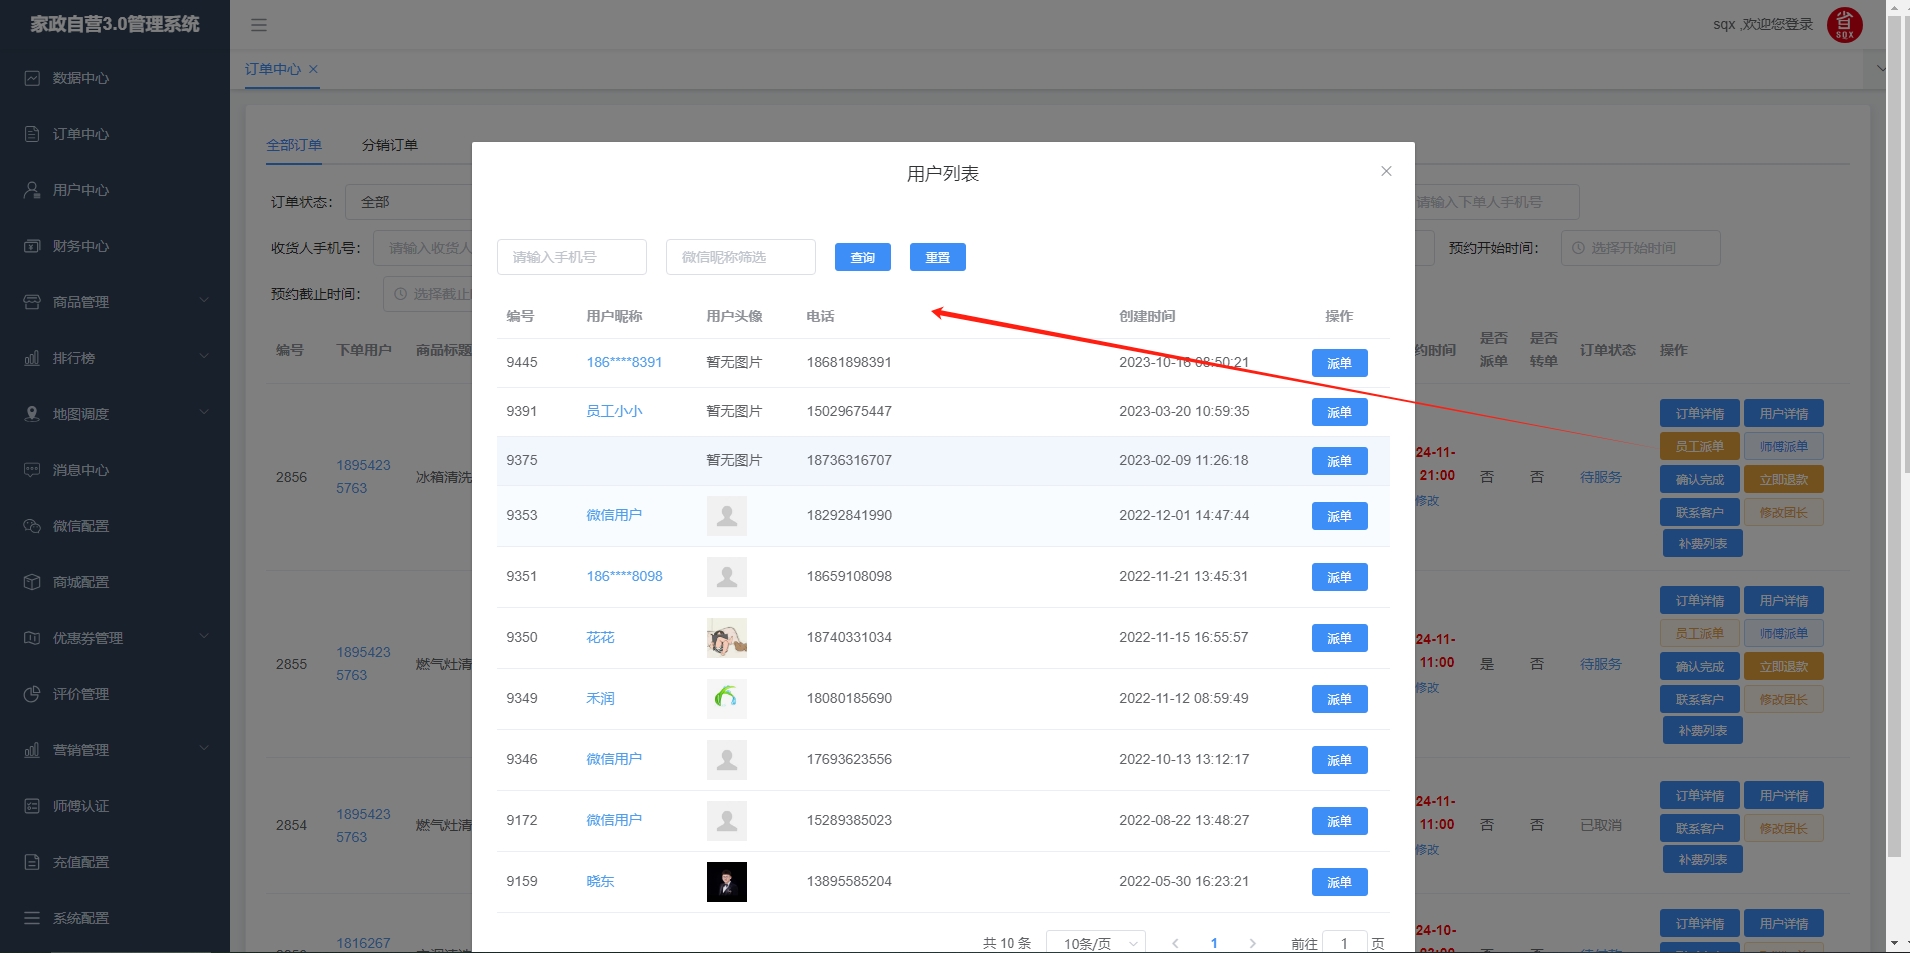 家政自营3.0管理系统
sqx ,欢迎您登录
省
SQX
订单中心
数据中心
订单中心
用户中心
财务中心
商品管理
排行榜
地图调度
消息中心
微信配置
商城配置
优惠券管理
评价管理
营销管理
师傅认证
充值配置
系统配置
全部订单 分销订单
订单状态: 全部 请输入下单人手机号
收货人手机号: 请输入收货人 预约开始时间: 选择开始时间
预约截止时间: 选择截止
编号 下单用户 商品标题 约时间 是否派单 是否转单 订单状态 操作
2856 1895423 5763 冰箱清洗 24-11- 21:00 修改 否 否 待服务
订单详情 用户详情
员工派单 师傅派单
确认完成 立即退款
联系客户 修改团长
补费列表
2855 1895423 5763 燃气灶清 24-11- 11:00 修改 是 否 待服务
订单详情 用户详情
员工派单 师傅派单
确认完成 立即退款
联系客户 修改团长
补费列表
2854 1895423 5763 燃气灶清 24-11- 11:00 修改 否 否 已取消
订单详情 用户详情
联系客户 修改团长
补费列表
1816267 24-10-
订单详情 用户详情
用户列表
请输入手机号 微信昵称筛选 查询 重置
编号 用户昵称 用户头像 电话 创建时间 操作
9445 186****8391 暂无图片 18681898391 2023-10-16 08:50:21 派单
9391 员工小小 暂无图片 15029675447 2023-03-20 10:59:35 派单
9375 暂无图片 18736316707 2023-02-09 11:26:18 派单
9353 微信用户 18292841990 2022-12-01 14:47:44 派单
9351 186****8098 18659108098 2022-11-21 13:45:31 派单
9350 花花 18740331034 2022-11-15 16:55:57 派单
9349 禾润 18080185690 2022-11-12 08:59:49 派单
9346 微信用户 17693623556 2022-10-13 13:12:17 派单
9172 微信用户 15289385023 2022-08-22 13:48:27 派单
9159 晓东 13895585204 2022-05-30 16:23:21 派单
共 10 条 10条/页 1 前往 1 页